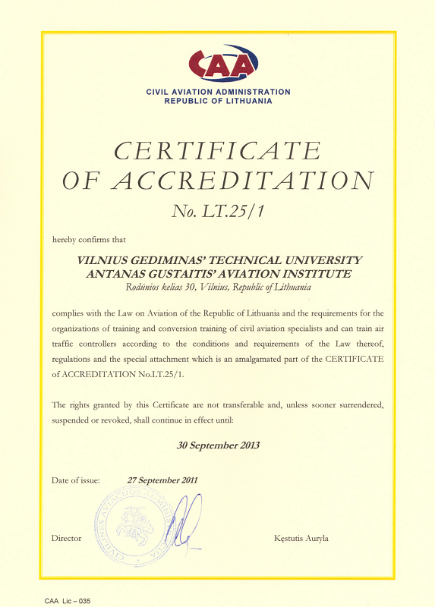 CAA
CIVIL AVIATION ADMINISTRATION
REPUBLIC OF LITHUANIA
CERTIFICATE
OF ACCREDITATION
No. LT.25/1
hereby confirms that
VILNIUS GEDIMINAS' TECHNICAL UNIVERSITY
ANTANAS GUSTAITIS' AVIATION INSTITUTE
Rodūnios kelias 30, Vilnius, Republic of Lithuania
complies with the Law on Aviation of the Republic of Lithuania and the requirements for the
organizations of training and conversion training of civil aviation specialists and can train air
traffic controllers according to the conditions and requirements of the Law thereof,
regulations and the special attachment which is an amalgamated part of the CERTIFICATE
of ACCREDITATION No.LT.25/1.
The rights granted by this Certificate are not transferable and, unless sooner surrendered,
suspended or revoked, shall continue in effect until:
30 September 2013
Date of issue: 27 September 2011
Director Kęstutis Auryla
CAA Lic – 035